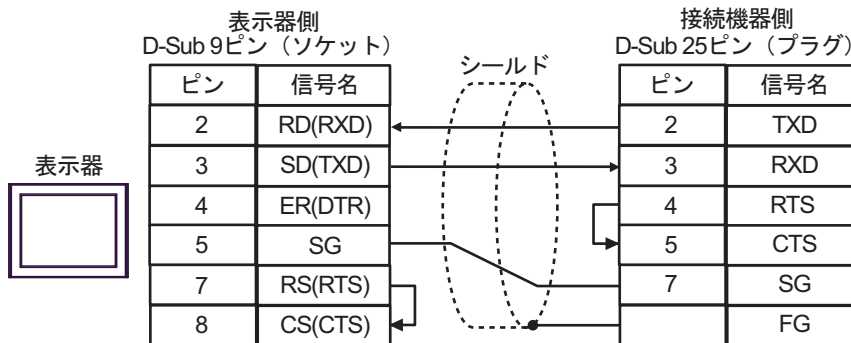 表示器側
D-Sub 9ピン（ソケット）
接続機器側
D-Sub 25ピン（プラグ）
シールド
表示器
ピン 信号名 ピン 信号名
2 RD(RXD) 2 TXD
3 SD(TXD) 3 RXD
4 ER(DTR) 4 RTS
5 SG 5 CTS
7 RS(RTS) 7 SG
8 CS(CTS) FG